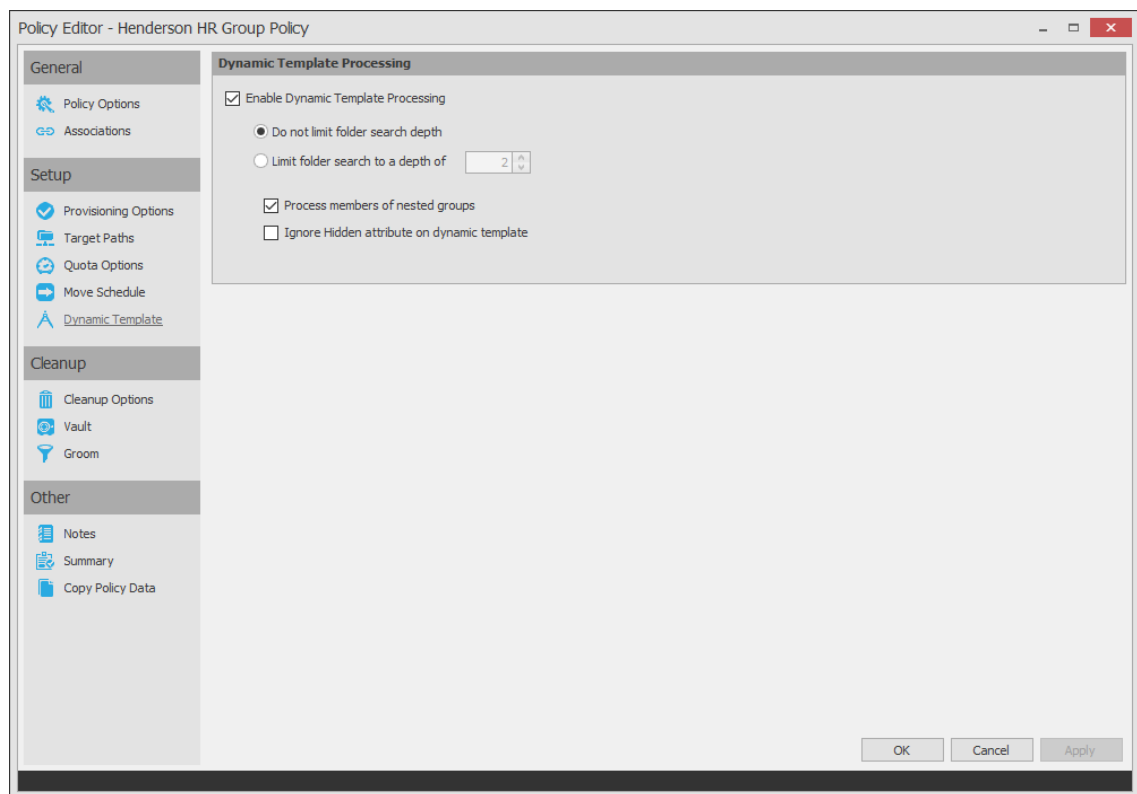 Policy Editor - Henderson HR Group Policy
General
Policy Options
Associations
Setup
Provisioning Options
Target Paths
Quota Options
Move Schedule
Dynamic Template
Cleanup
Cleanup Options
Vault
Groom
Other
Notes
Summary
Copy Policy Data
Dynamic Template Processing
Enable Dynamic Template Processing
Do not limit folder search depth
Limit folder search to a depth of 2
Process members of nested groups
Ignore Hidden attribute on dynamic template
OK Cancel Apply